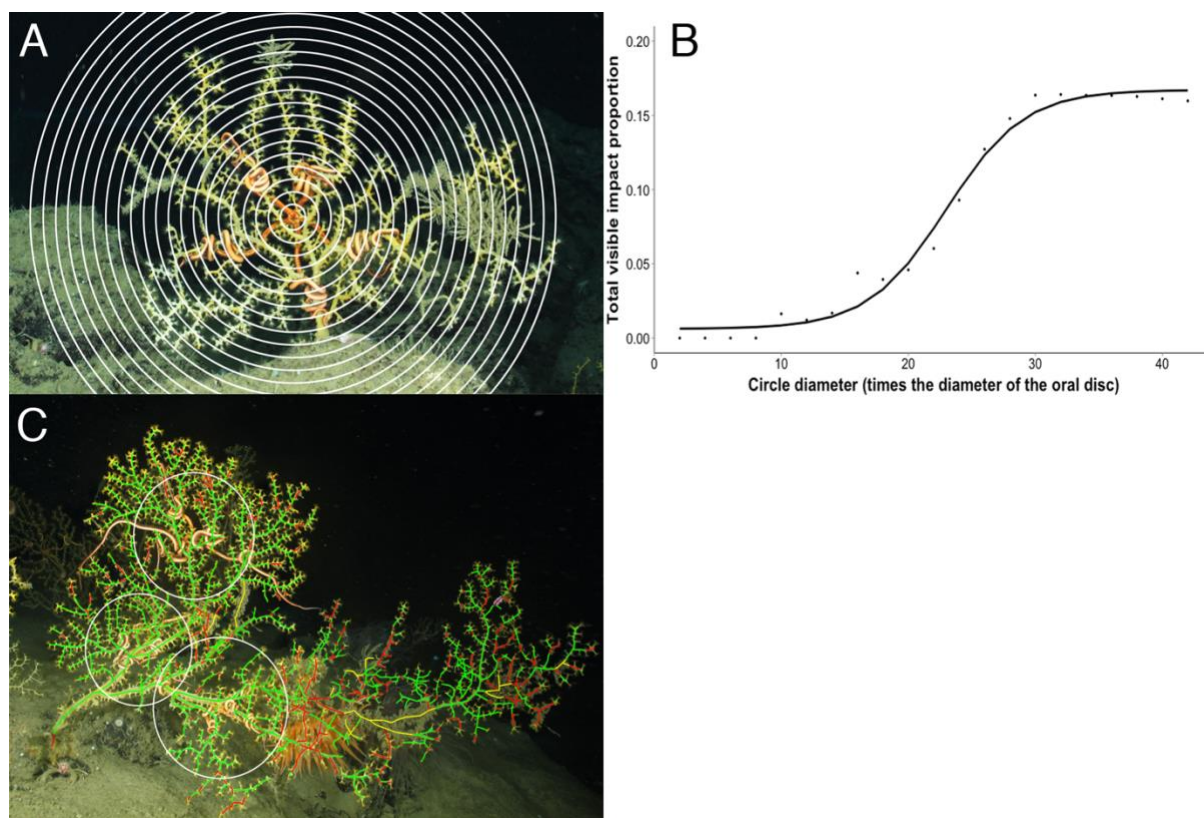 A
B
Total visible impact proportion
0.20
0.15
0.10
0.05
0.00
0
10
20
30
40
Circle diameter (times the diameter of the oral disc)
C